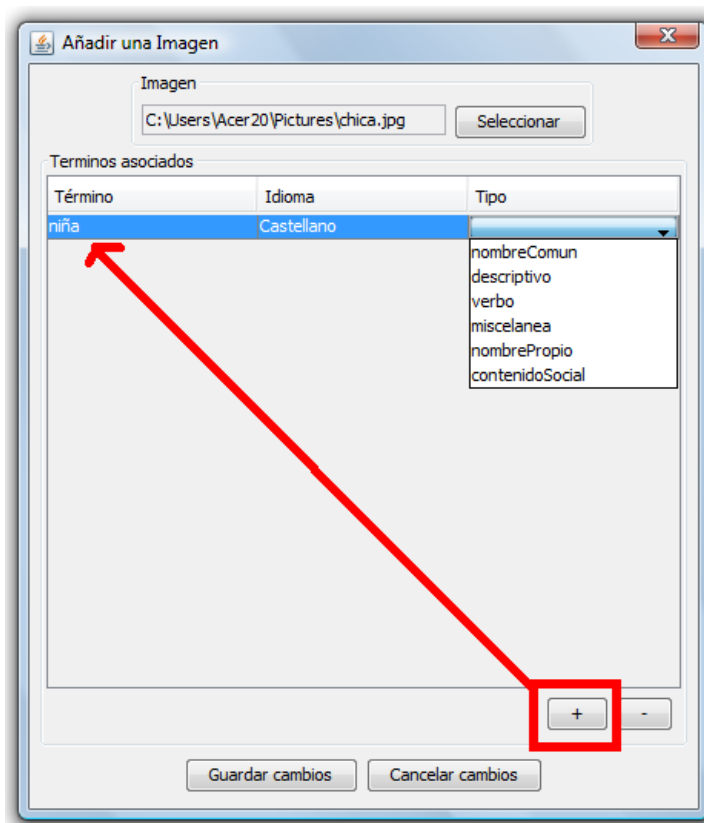 Añadir una Imagen
Imagen
C:\Users\Acer20\Pictures\chica.jpg Seleccionar
Terminos asociados
Término Idioma Tipo
niña Castellano
nombreComun
descriptivo
verbo
miscelanea
nombrePropio
contenidoSocial
+ -
Guardar cambios Cancelar cambios